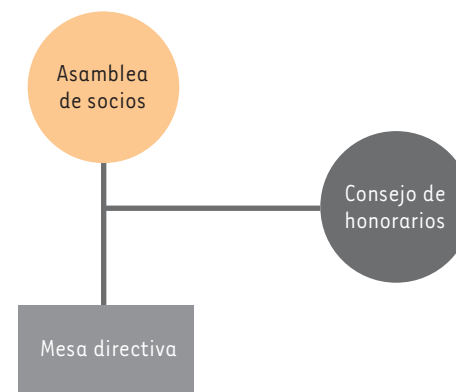 Asamblea
de socios
Consejo de
honorarios
Mesa directiva